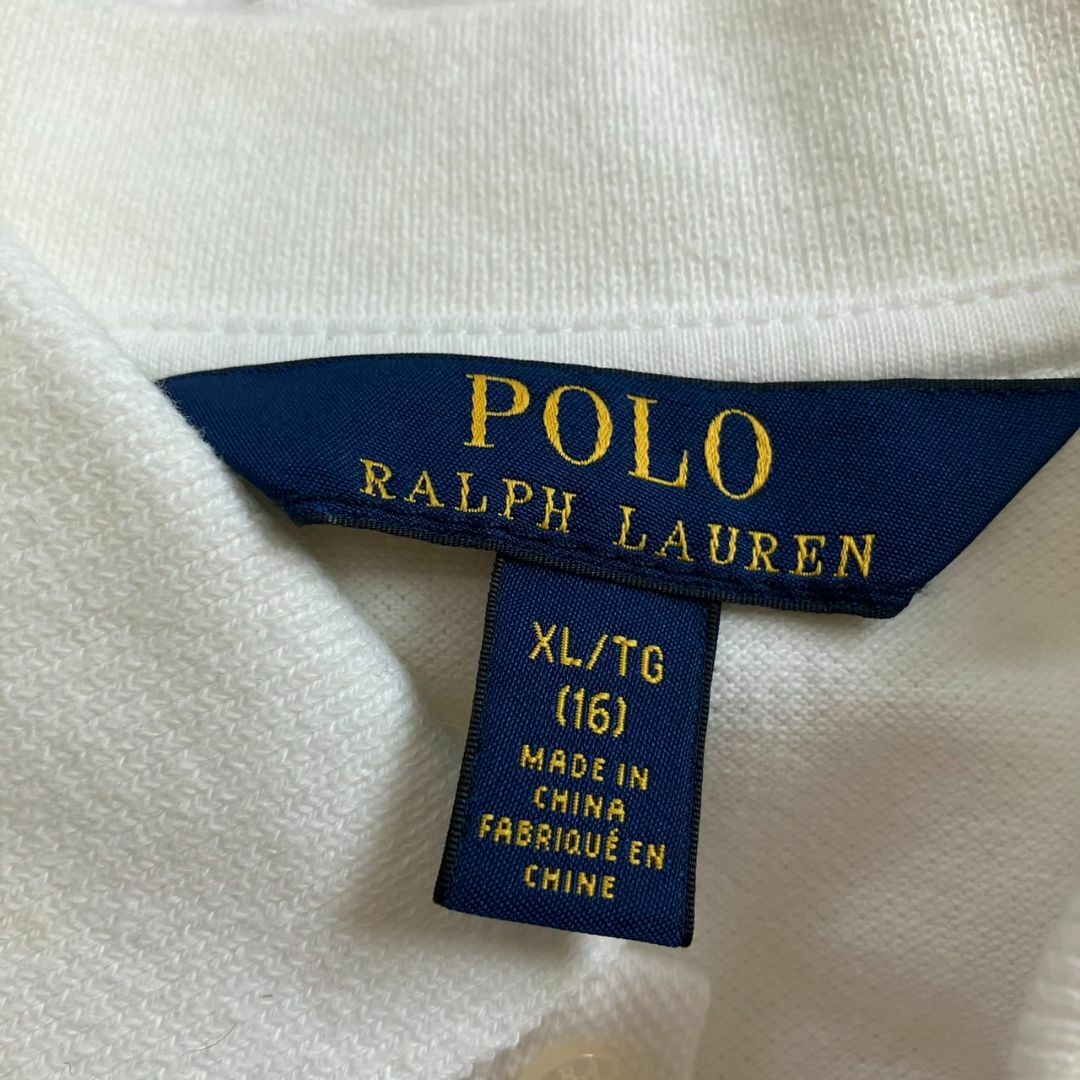 POLO
RALPH LAUREN
XL/TG
(16)
MADE IN
CHINA
FABRIQUÉ EN
CHINE